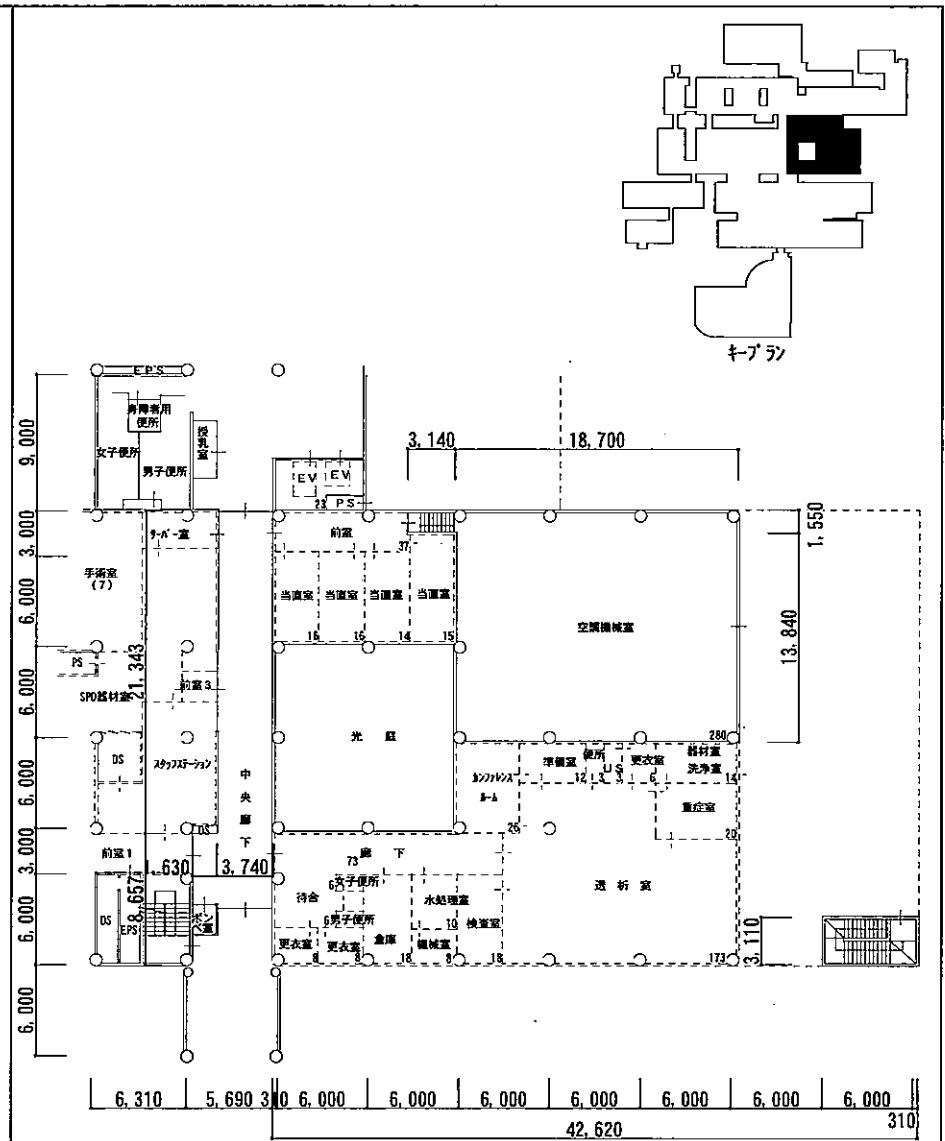 キープラン
EPS
身障者用
便所
女子便所
男子便所
授乳室
EV
EV
23
PS
3,140
18,700
9,000
3,000
6,000
6,000
6,000
3,000
6,000
6,000
1,550
13,840
サーバー室
前室
37
手術室
(7)
当直室
当直室
当直室
当直室
15
16
14
15
空調機械室
280
PS
SPD器材室
21,343
前室3
光庭
DS
スタッフステーション
中央廊下
カンファレンス
ルーム
26
準備室
12
便所
3
US
3
更衣室
6
器材室
洗浄室
14
重症室
20
DS
前室1
1,630
3,740
廊下
73
8,657
女子便所
6
待合
水処理室
透析室
DS
EPS
ボンベ室
男子便所
6
10
検査室
更衣室
8
更衣室
8
倉庫
18
機械室
8
18
173
3,110
6,310
5,690
310
6,000
6,000
6,000
6,000
6,000
6,000
6,000
310
42,620